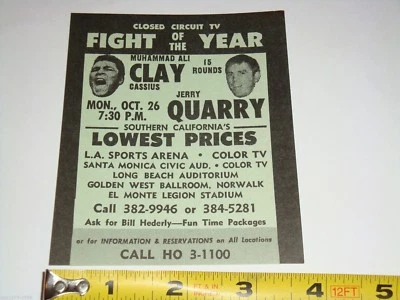 CLOSED CIRCUIT TV
FIGHT OF THE YEAR
MUHAMMAD ALI
CLAY
CASSIUS
15 ROUNDS
JERRY
QUARRY
MON., OCT. 26
7:30 P.M.
SOUTHERN CALIFORNIA'S
LOWEST PRICES
L.A. SPORTS ARENA • COLOR TV
SANTA MONICA CIVIC AUD. • COLOR TV
LONG BEACH AUDITORIUM
GOLDEN WEST BALLROOM, NORWALK
EL MONTE LEGION STADIUM
Call 382-9946 or 384-5281
Ask for Bill Hederly—Fun Time Packages
or for INFORMATION & RESERVATIONS on All Locations
CALL HO 3-1100
1 2 3 4 5
12FT